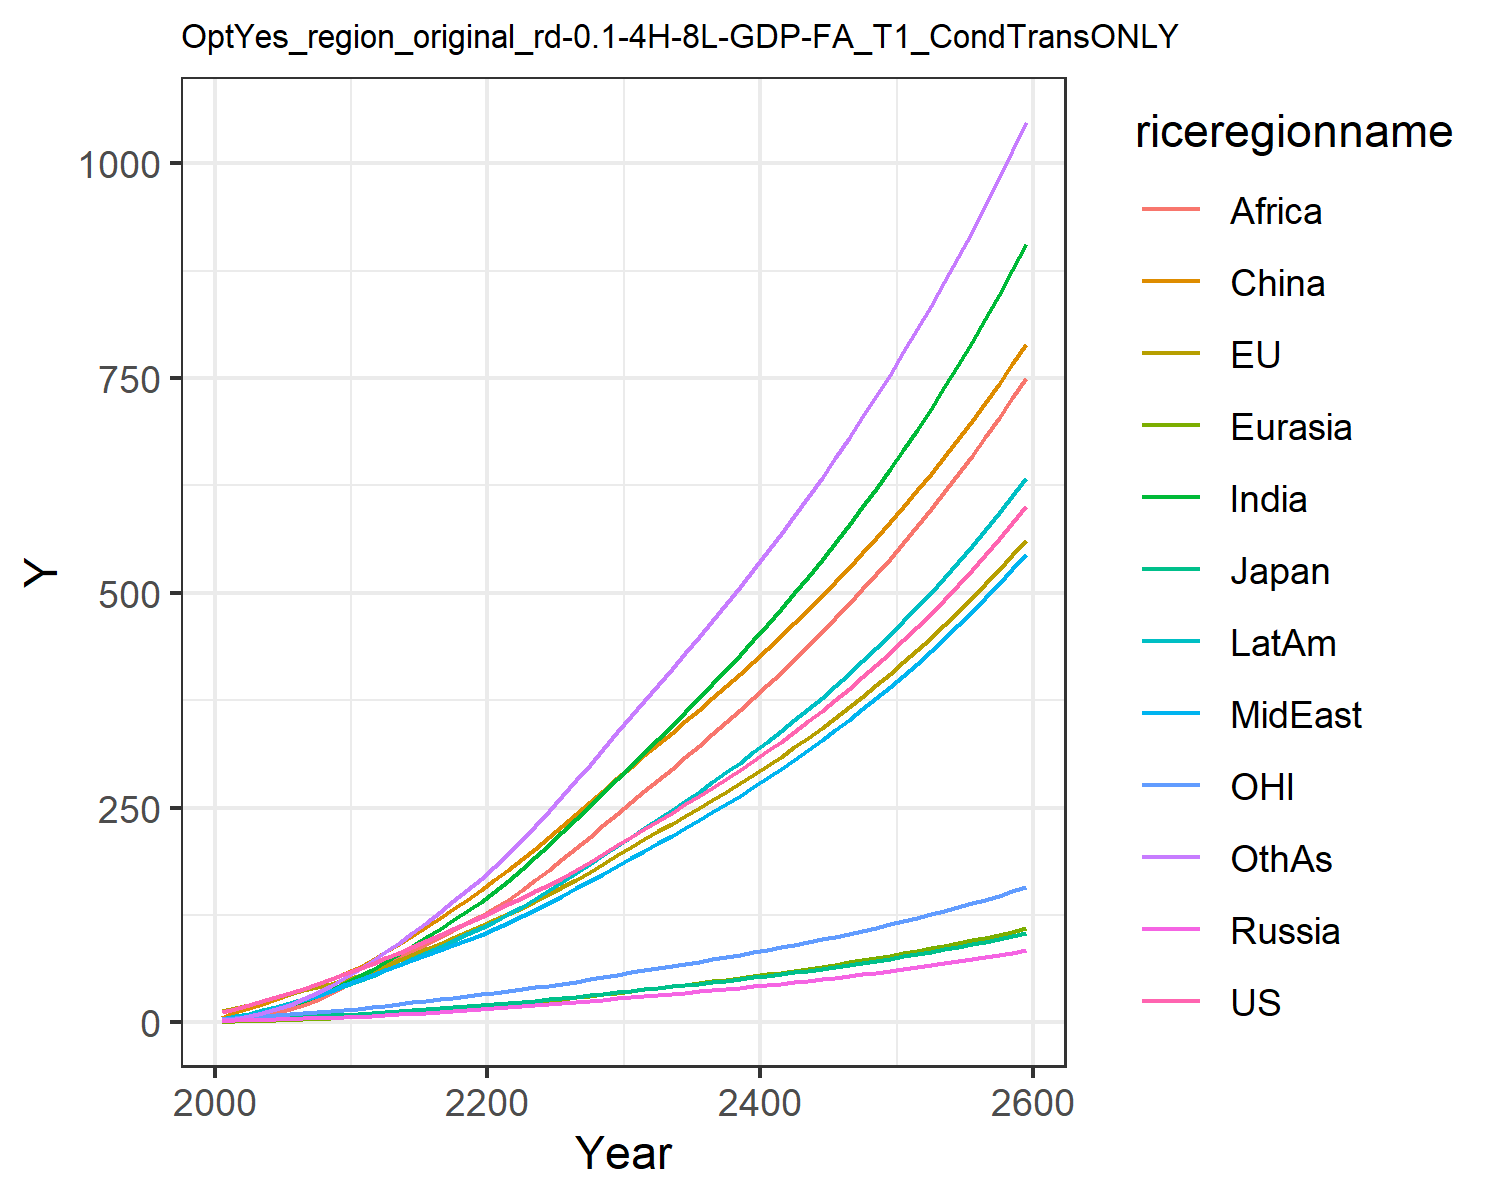 OptYes_region_original_rd-0.1-4H-8L-GDP-FA_T1_CondTransONLY
Y
1000
750
500
250
0
2000
2200
2400
2600
Year
riceregionname
Africa
China
EU
Eurasia
India
Japan
LatAm
MidEast
OHI
OthAs
Russia
US